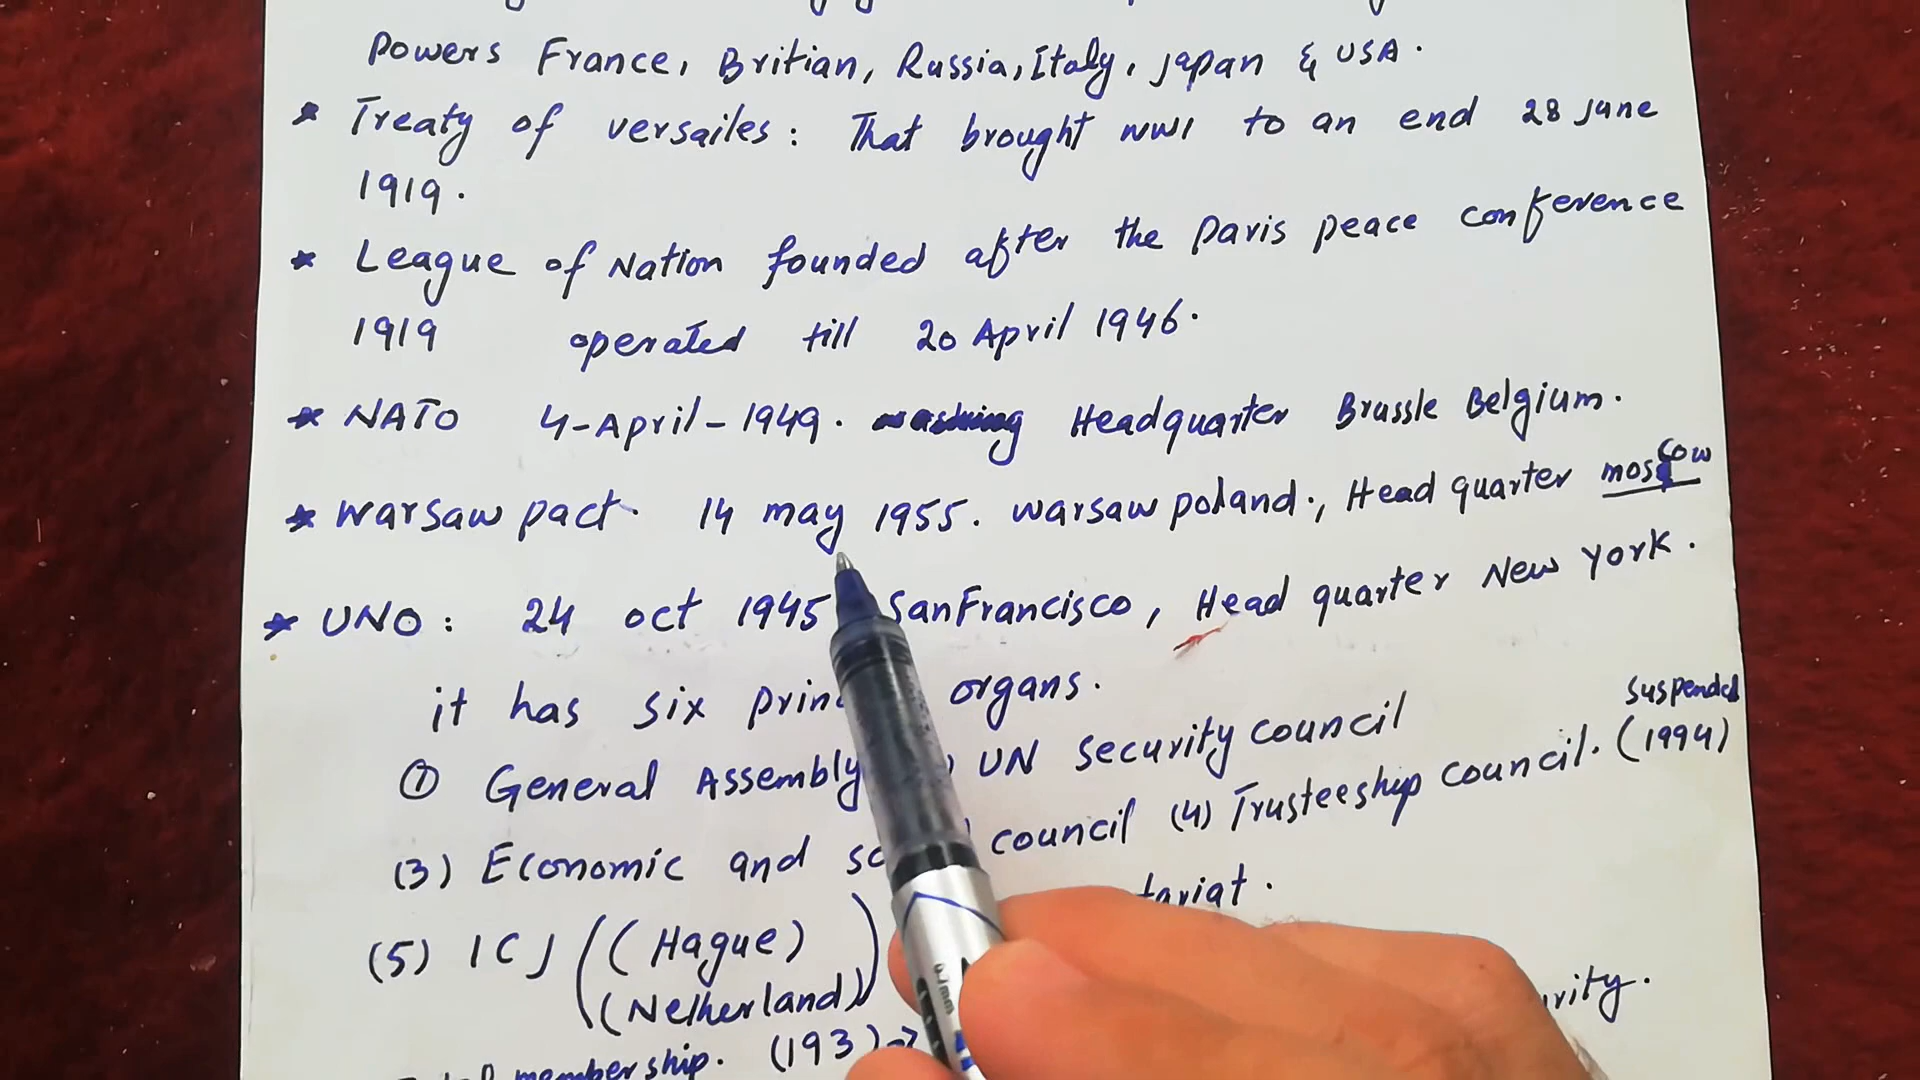 Powers France, Britian, Russia, Italy, Japan & USA.
* Treaty of versailes: That brought WW1 to an end 28 June
1919.
* League of Nation founded after the Paris peace conference
1919 operated till 20 April 1946.
* NATO 4-April-1949. Headquarter Brussle Belgium.
* Warsaw pact. 14 may 1955. Warsaw poland., Head quarter moscow
* UNO: 24 oct 1945 SanFrancisco, Head quarter New York.
it has six organs.
suspended
① General Assembly UN Security council
(3) Economic and council (4) Trusteeship council. (1994)
(5) ICJ ((Hague)
(Netherland))
membership. (193)→
0.7mm